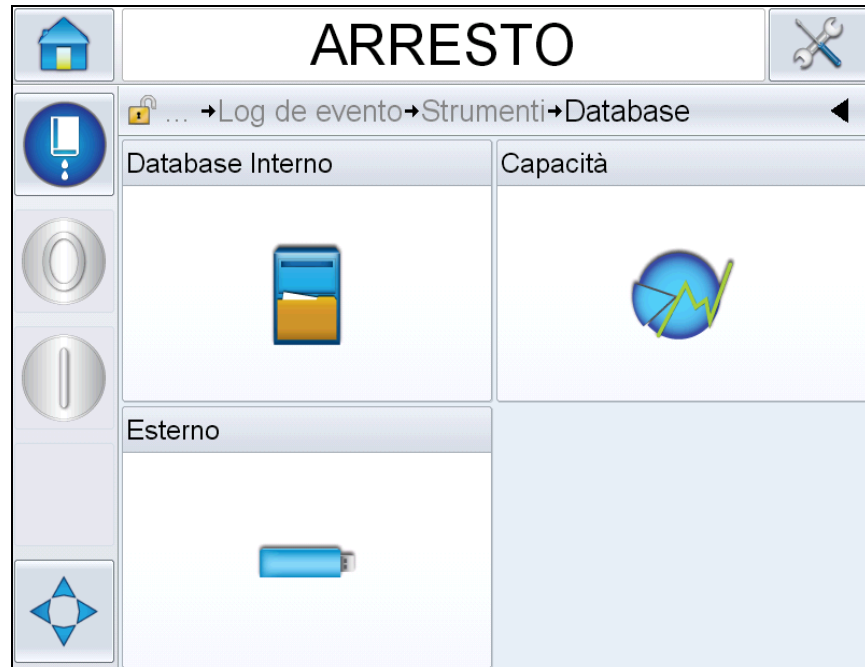 ARRESTO
... →Log de evento→Strumenti→Database
Database Interno
Capacità
Esterno